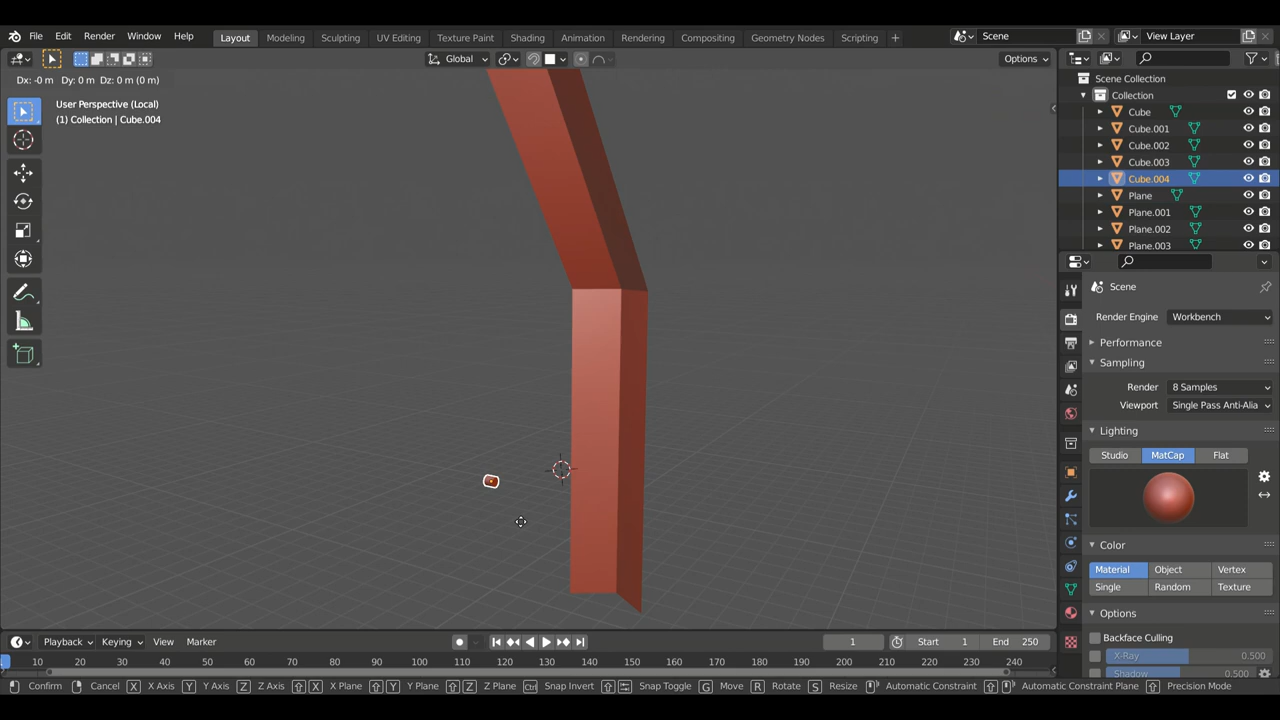 File Edit Render Window Help Layout Modeling Sculpting UV Editing Texture Paint Shading Animation Rendering Compositing Geometry Nodes Scripting + Scene View Layer
Global Options
Dx: -0 m Dy: 0 m Dz: 0 m (0 m)
User Perspective (Local)
(1) Collection | Cube.004
Scene Collection
Collection
Cube
Cube.001
Cube.002
Cube.003
Cube.004
Plane
Plane.001
Plane.002
Plane.003
Scene
Render Engine Workbench
Performance
Sampling
Render 8 Samples
Viewport Single Pass Anti-Alia
Lighting
Studio MatCap Flat
Color
Material Object Vertex
Single Random Texture
Options
Backface Culling
X-Ray 0.500
Shadow 0.500
Playback Keying View Marker 1 Start 1 End 250
10 20 30 40 50 60 70 80 90 100 110 120 130 140 150 160 170 180 190 200 210 220 230 240
Confirm Cancel X X Axis Y Y Axis Z Z Axis X X Plane Y Y Plane Z Z Plane Ctrl Snap Invert Snap Toggle G Move R Rotate S Resize Automatic Constraint Automatic Constraint Plane Precision Mode